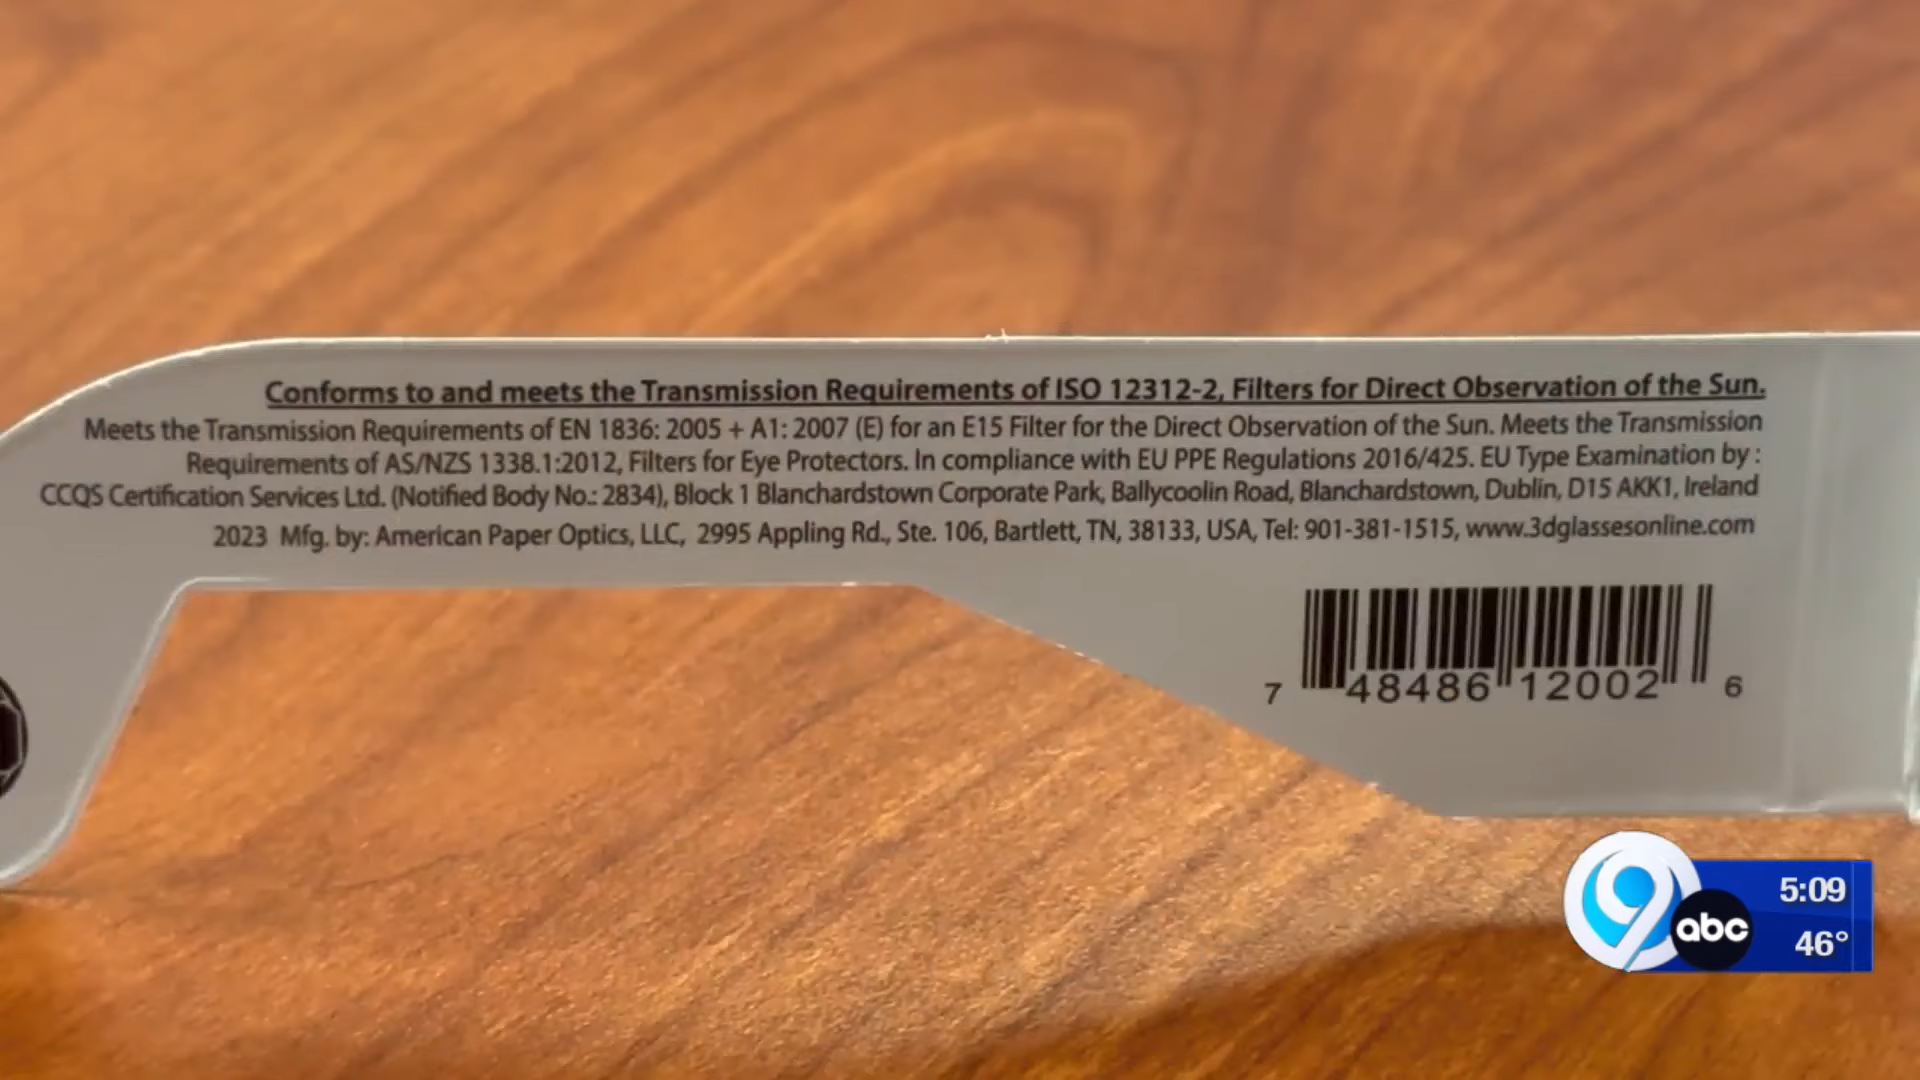 Conforms to and meets the Transmission Requirements of ISO 12312-2, Filters for Direct Observation of the Sun.
Meets the Transmission Requirements of EN 1836: 2005 + A1: 2007 (E) for an E15 Filter for the Direct Observation of the Sun. Meets the Transmission
Requirements of AS/NZS 1338.1:2012, Filters for Eye Protectors. In compliance with EU PPE Regulations 2016/425. EU Type Examination by :
CCQS Certification Services Ltd. (Notified Body No.: 2834), Block 1 Blanchardstown Corporate Park, Ballycoolin Road, Blanchardstown, Dublin, D15 AKK1, Ireland
2023 Mfg. by: American Paper Optics, LLC, 2995 Appling Rd., Ste. 106, Bartlett, TN, 38133, USA, Tel: 901-381-1515, www.3dglassesonline.com
7 48486 12002 6
9 abc 5:09
46°